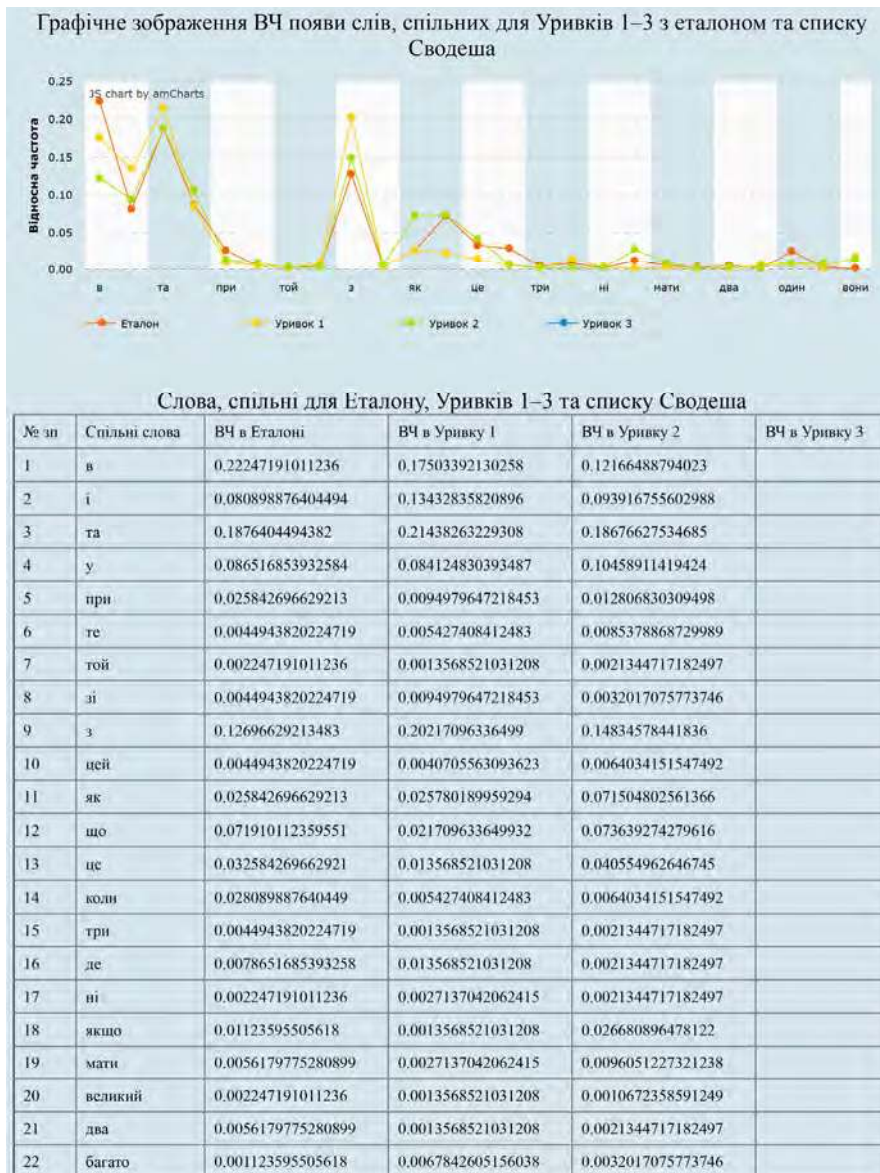 Графічне зображення ВЧ появи слів, спільних для Уривків 1–3 з еталоном та списку
Сводеша
0.25
JS chart by amCharts
0.20
0.15
0.10
0.05
0.00
Відносна частота
в та при той з як це три ні мати два один вони
Еталон Уривок 1 Уривок 2 Уривок 3
Слова, спільні для Еталону, Уривків 1–3 та списку Сводеша
№ зп Спільні слова ВЧ в Еталоні ВЧ в Уривку 1 ВЧ в Уривку 2 ВЧ в Уривку 3
1 в 0.22247191011236 0.17503392130258 0.12166488794023
2 і 0.080898876404494 0.13432835820896 0.093916755602988
3 та 0.1876404494382 0.21438263229308 0.18676627534685
4 у 0.086516853932584 0.084124830393487 0.10458911419424
5 при 0.025842696629213 0.0094979647218453 0.012806830309498
6 те 0.0044943820224719 0.005427408412483 0.0085378868729989
7 той 0.002247191011236 0.0013568521031208 0.0021344717182497
8 зі 0.0044943820224719 0.0094979647218453 0.0032017075773746
9 з 0.12696629213483 0.20217096336499 0.14834578441836
10 цей 0.0044943820224719 0.0040705563093623 0.0064034151547492
11 як 0.025842696629213 0.025780189959294 0.071504802561366
12 що 0.071910112359551 0.021709633649932 0.073639274279616
13 це 0.032584269662921 0.013568521031208 0.040554962646745
14 коли 0.028089887640449 0.005427408412483 0.0064034151547492
15 три 0.0044943820224719 0.0013568521031208 0.0021344717182497
16 де 0.0078651685393258 0.013568521031208 0.0021344717182497
17 ні 0.002247191011236 0.0027137042062415 0.0021344717182497
18 якщо 0.01123595505618 0.0013568521031208 0.026680896478122
19 мати 0.0056179775280899 0.0027137042062415 0.0096051227321238
20 великий 0.002247191011236 0.0013568521031208 0.0010672358591249
21 два 0.0056179775280899 0.0013568521031208 0.0021344717182497
22 багато 0.001123595505618 0.0067842605156038 0.0032017075773746